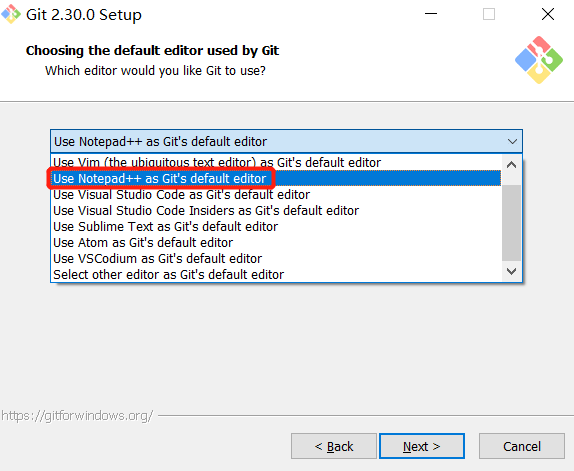 Git 2.30.0 Setup
Choosing the default editor used by Git
Which editor would you like Git to use?
Use Notepad++ as Git's default editor
Use Vim (the ubiquitous text editor) as Git's default editor
Use Notepad++ as Git's default editor
Use Visual Studio Code as Git's default editor
Use Visual Studio Code Insiders as Git's default editor
Use Sublime Text as Git's default editor
Use Atom as Git's default editor
Use VSCodium as Git's default editor
Select other editor as Git's default editor
https://gitforwindows.org/
< Back Next > Cancel